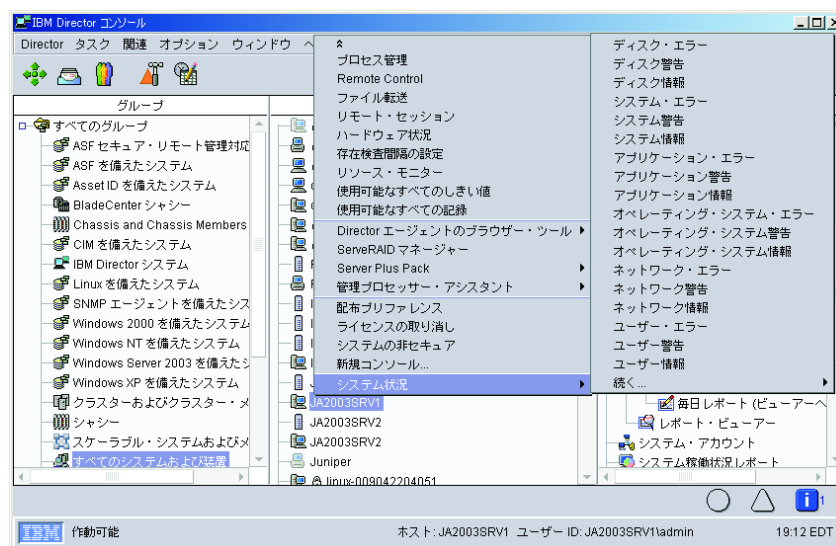 IBM Director コンソール
Director タスク 関連 オプション ウィンドウ
グループ
すべてのグループ
ASF セキュア・リモート管理対応
ASF を備えたシステム
Asset ID を備えたシステム
BladeCenter シャシー
Chassis and Chassis Members
CIM を備えたシステム
IBM Director システム
Linux を備えたシステム
SNMP エージェントを備えたシス
Windows 2000 を備えたシステム
Windows NT を備えたシステム
Windows Server 2003 を備えたシ
Windows XP を備えたシステム
クラスターおよびクラスター・メ
シャシー
スケーラブル・システムおよびメ
すべてのシステムおよび装置
JA2003SRV1
JA2003SRV2
JA2003SRV2
Juniper
linux-009042204051
プロセス管理
Remote Control
ファイル転送
リモート・セッション
ハードウェア状況
存在検査間隔の設定
リソース・モニター
使用可能なすべてのしきい値
使用可能なすべての記録
Director エージェントのブラウザー・ツール
ServeRAID マネージャー
Server Plus Pack
管理プロセッサー・アシスタント
配布プリファレンス
ライセンスの取り消し
システムの非セキュア
新規コンソール...
システム状況
ディスク・エラー
ディスク警告
ディスク情報
システム・エラー
システム警告
システム情報
アプリケーション・エラー
アプリケーション警告
アプリケーション情報
オペレーティング・システム・エラー
オペレーティング・システム警告
オペレーティング・システム情報
ネットワーク・エラー
ネットワーク警告
ネットワーク情報
ユーザー・エラー
ユーザー警告
ユーザー情報
続く...
毎日レポート (ビューアーへ
レポート・ビューアー
システム・アカウント
システム稼働状況レポート
1
IBM 作動可能 ホスト: JA2003SRV1 ユーザー ID: JA2003SRV1\admin 19:12 EDT